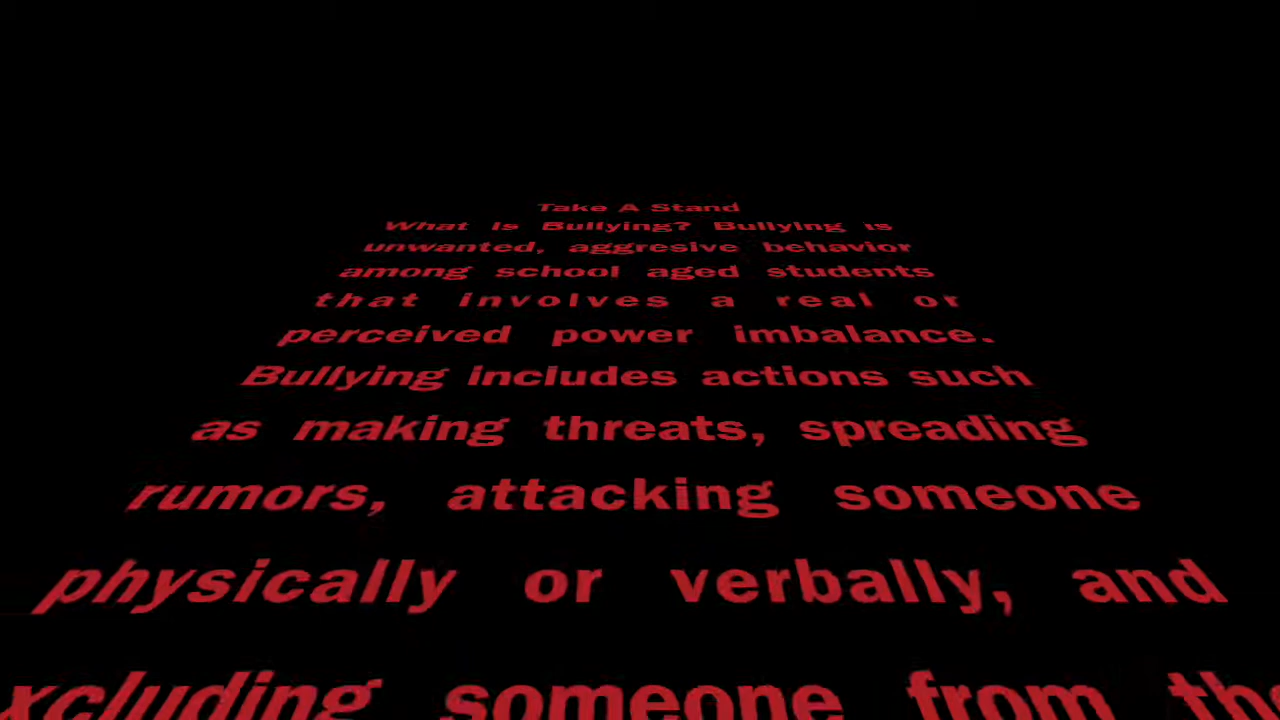 Take A Stand
What Is Bullying? Bullying is
unwanted, aggresive behavior
among school aged students
that involves a real or
perceived power imbalance.
Bullying includes actions such
as making threats, spreading
rumors, attacking someone
physically or verbally, and
xcluding someone from the